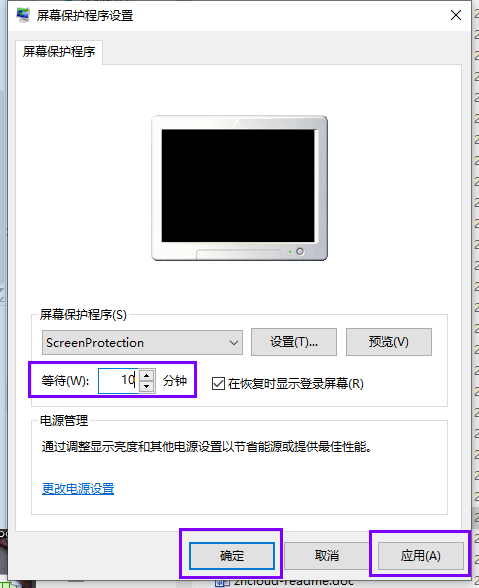 屏幕保护程序设置
屏幕保护程序
屏幕保护程序(S)
ScreenProtection
设置(T)...
预览(V)
等待(W):
10
分钟
在恢复时显示登录屏幕(R)
电源管理
通过调整显示亮度和其他电源设置以节省能源或提供最佳性能。
更改电源设置
确定
取消
应用(A)
zhcloud-readme.doc